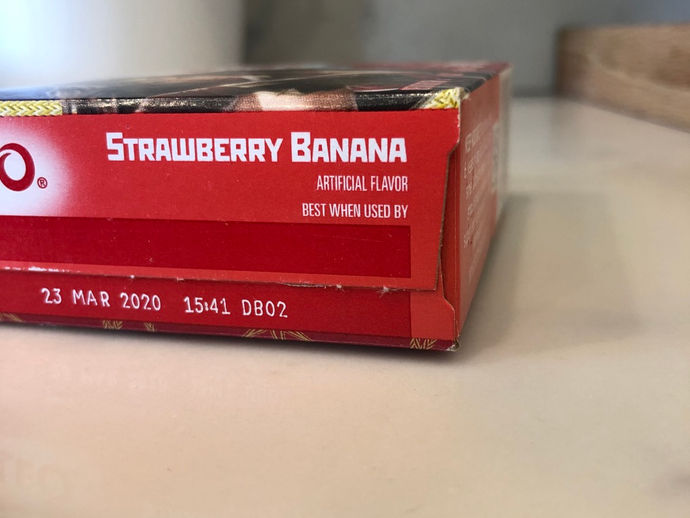 STRAWBERRY BANANA
O®
ARTIFICIAL FLAVOR
BEST WHEN USED BY
23 MAR 2020 15:41 DB02